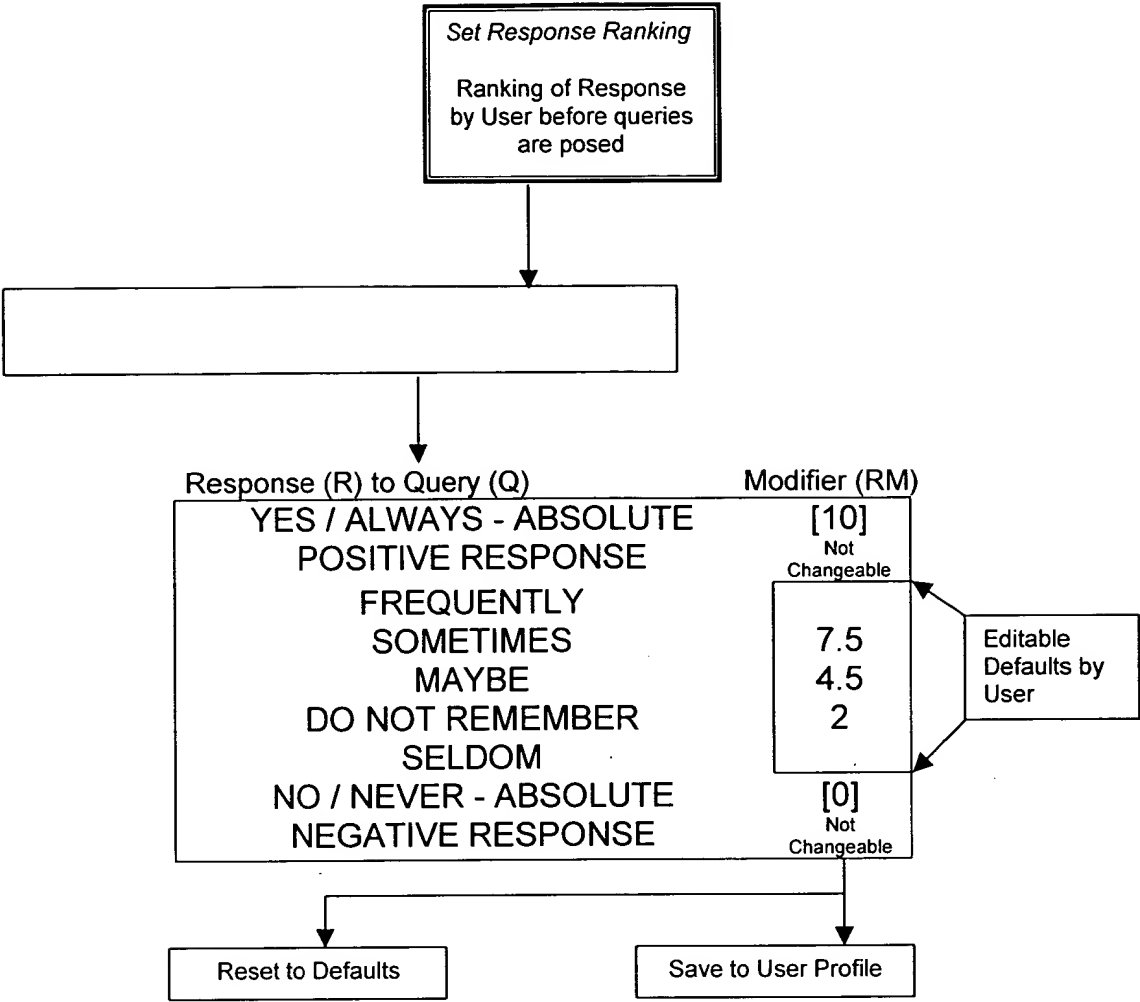 Set Response Ranking
Ranking of Response
by User before queries
are posed
Response (R) to Query (Q)
Modifier (RM)
YES / ALWAYS - ABSOLUTE
POSITIVE RESPONSE
[10]
Not
Changeable
FREQUENTLY
SOMETIMES
7.5
MAYBE
4.5
DO NOT REMEMBER
2
SELDOM
NO / NEVER - ABSOLUTE
NEGATIVE RESPONSE
[0]
Not
Changeable
Editable
Defaults by
User
Reset to Defaults
Save to User Profile